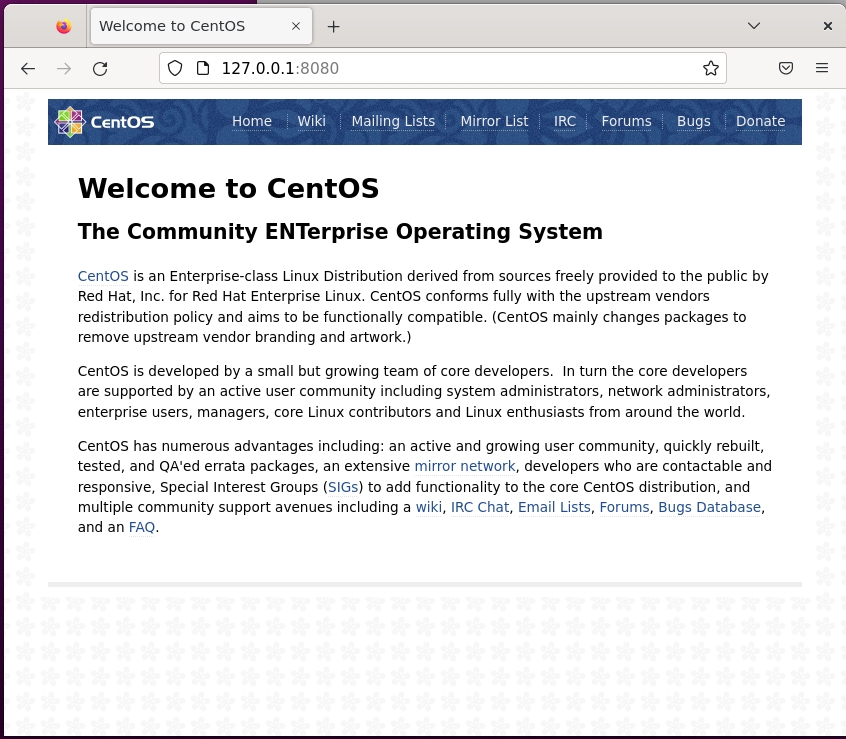 Welcome to CentOS
127.0.0.1:8080
CentOS Home Wiki Mailing Lists Mirror List IRC Forums Bugs Donate
Welcome to CentOS
The Community ENTerprise Operating System
CentOS is an Enterprise-class Linux Distribution derived from sources freely provided to the public by
Red Hat, Inc. for Red Hat Enterprise Linux. CentOS conforms fully with the upstream vendors
redistribution policy and aims to be functionally compatible. (CentOS mainly changes packages to
remove upstream vendor branding and artwork.)
CentOS is developed by a small but growing team of core developers.  In turn the core developers
are supported by an active user community including system administrators, network administrators,
enterprise users, managers, core Linux contributors and Linux enthusiasts from around the world.
CentOS has numerous advantages including: an active and growing user community, quickly rebuilt,
tested, and QA'ed errata packages, an extensive mirror network, developers who are contactable and
responsive, Special Interest Groups (SIGs) to add functionality to the core CentOS distribution, and
multiple community support avenues including a wiki, IRC Chat, Email Lists, Forums, Bugs Database,
and an FAQ.